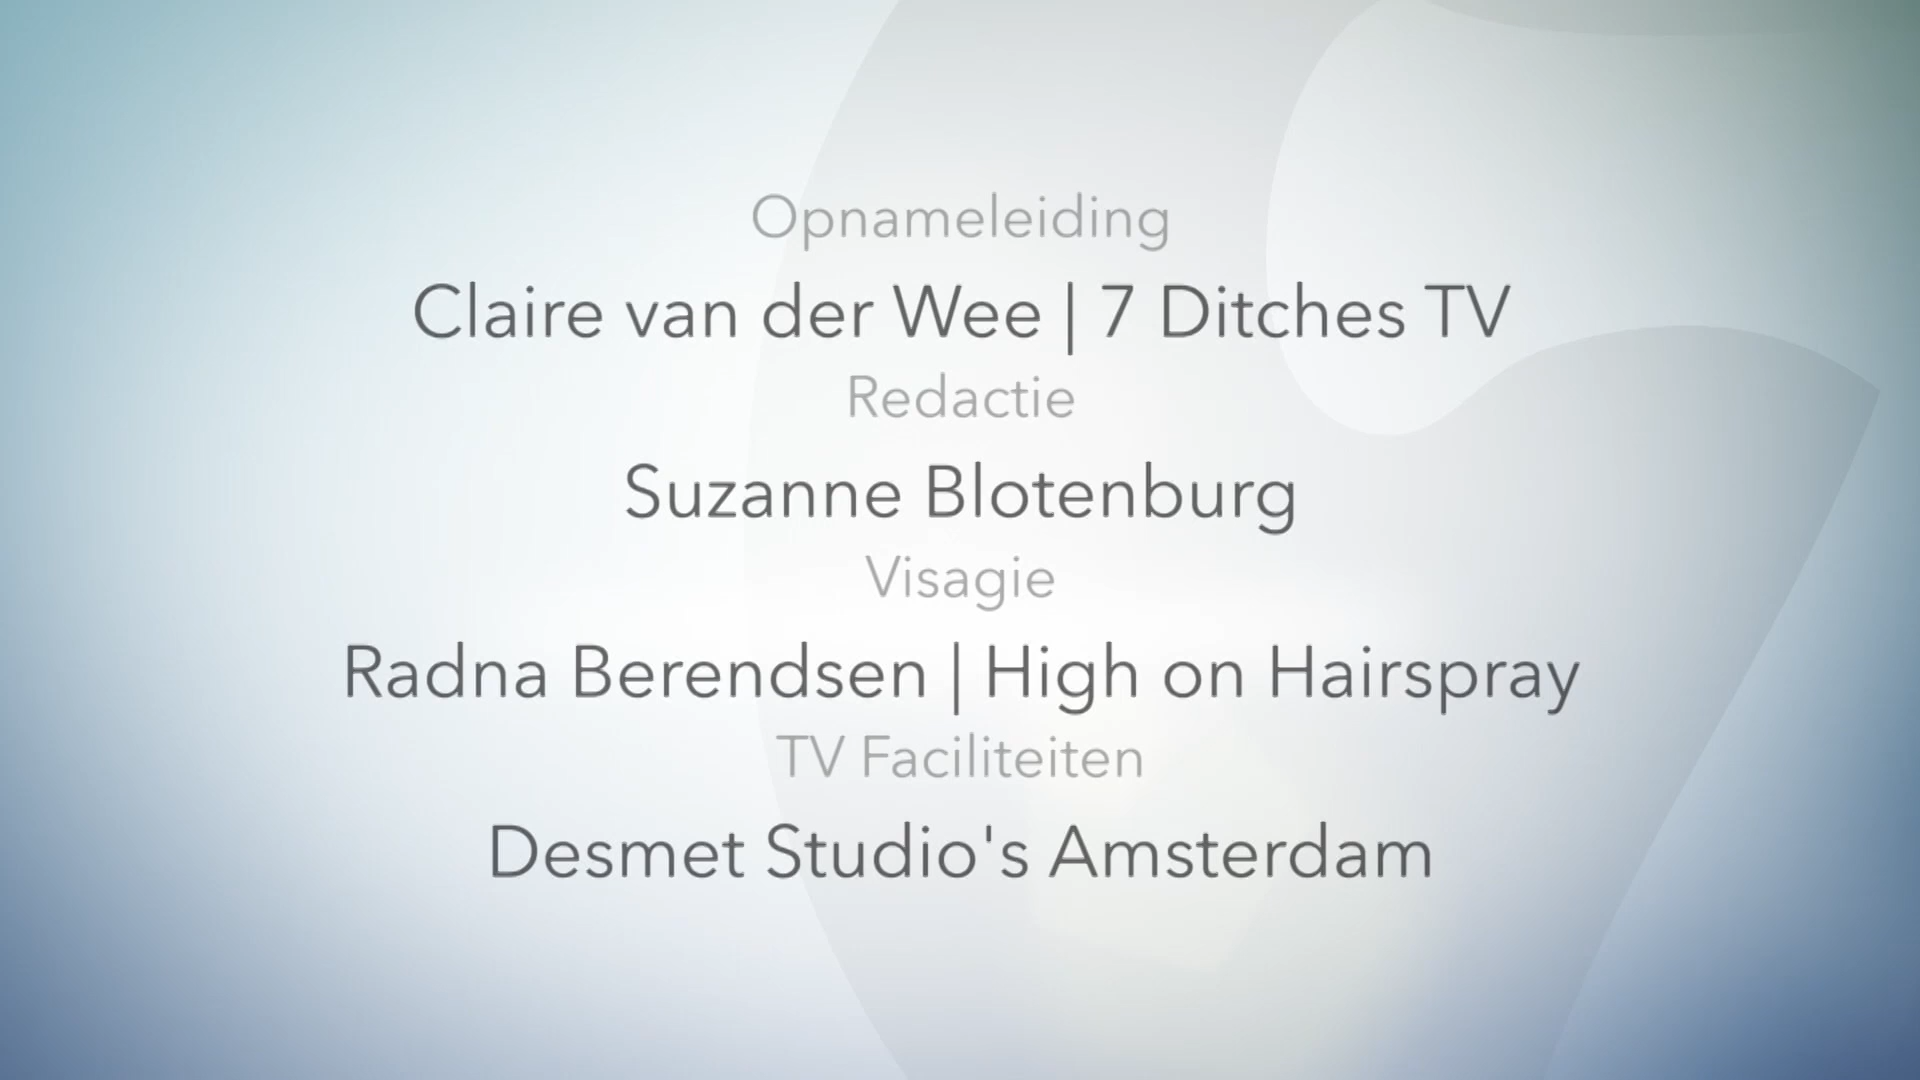 Opnameleiding
Claire van der Wee | 7 Ditches TV
Redactie
Suzanne Blotenburg
Visagie
Radna Berendsen | High on Hairspray
TV Faciliteiten
Desmet Studio's Amsterdam